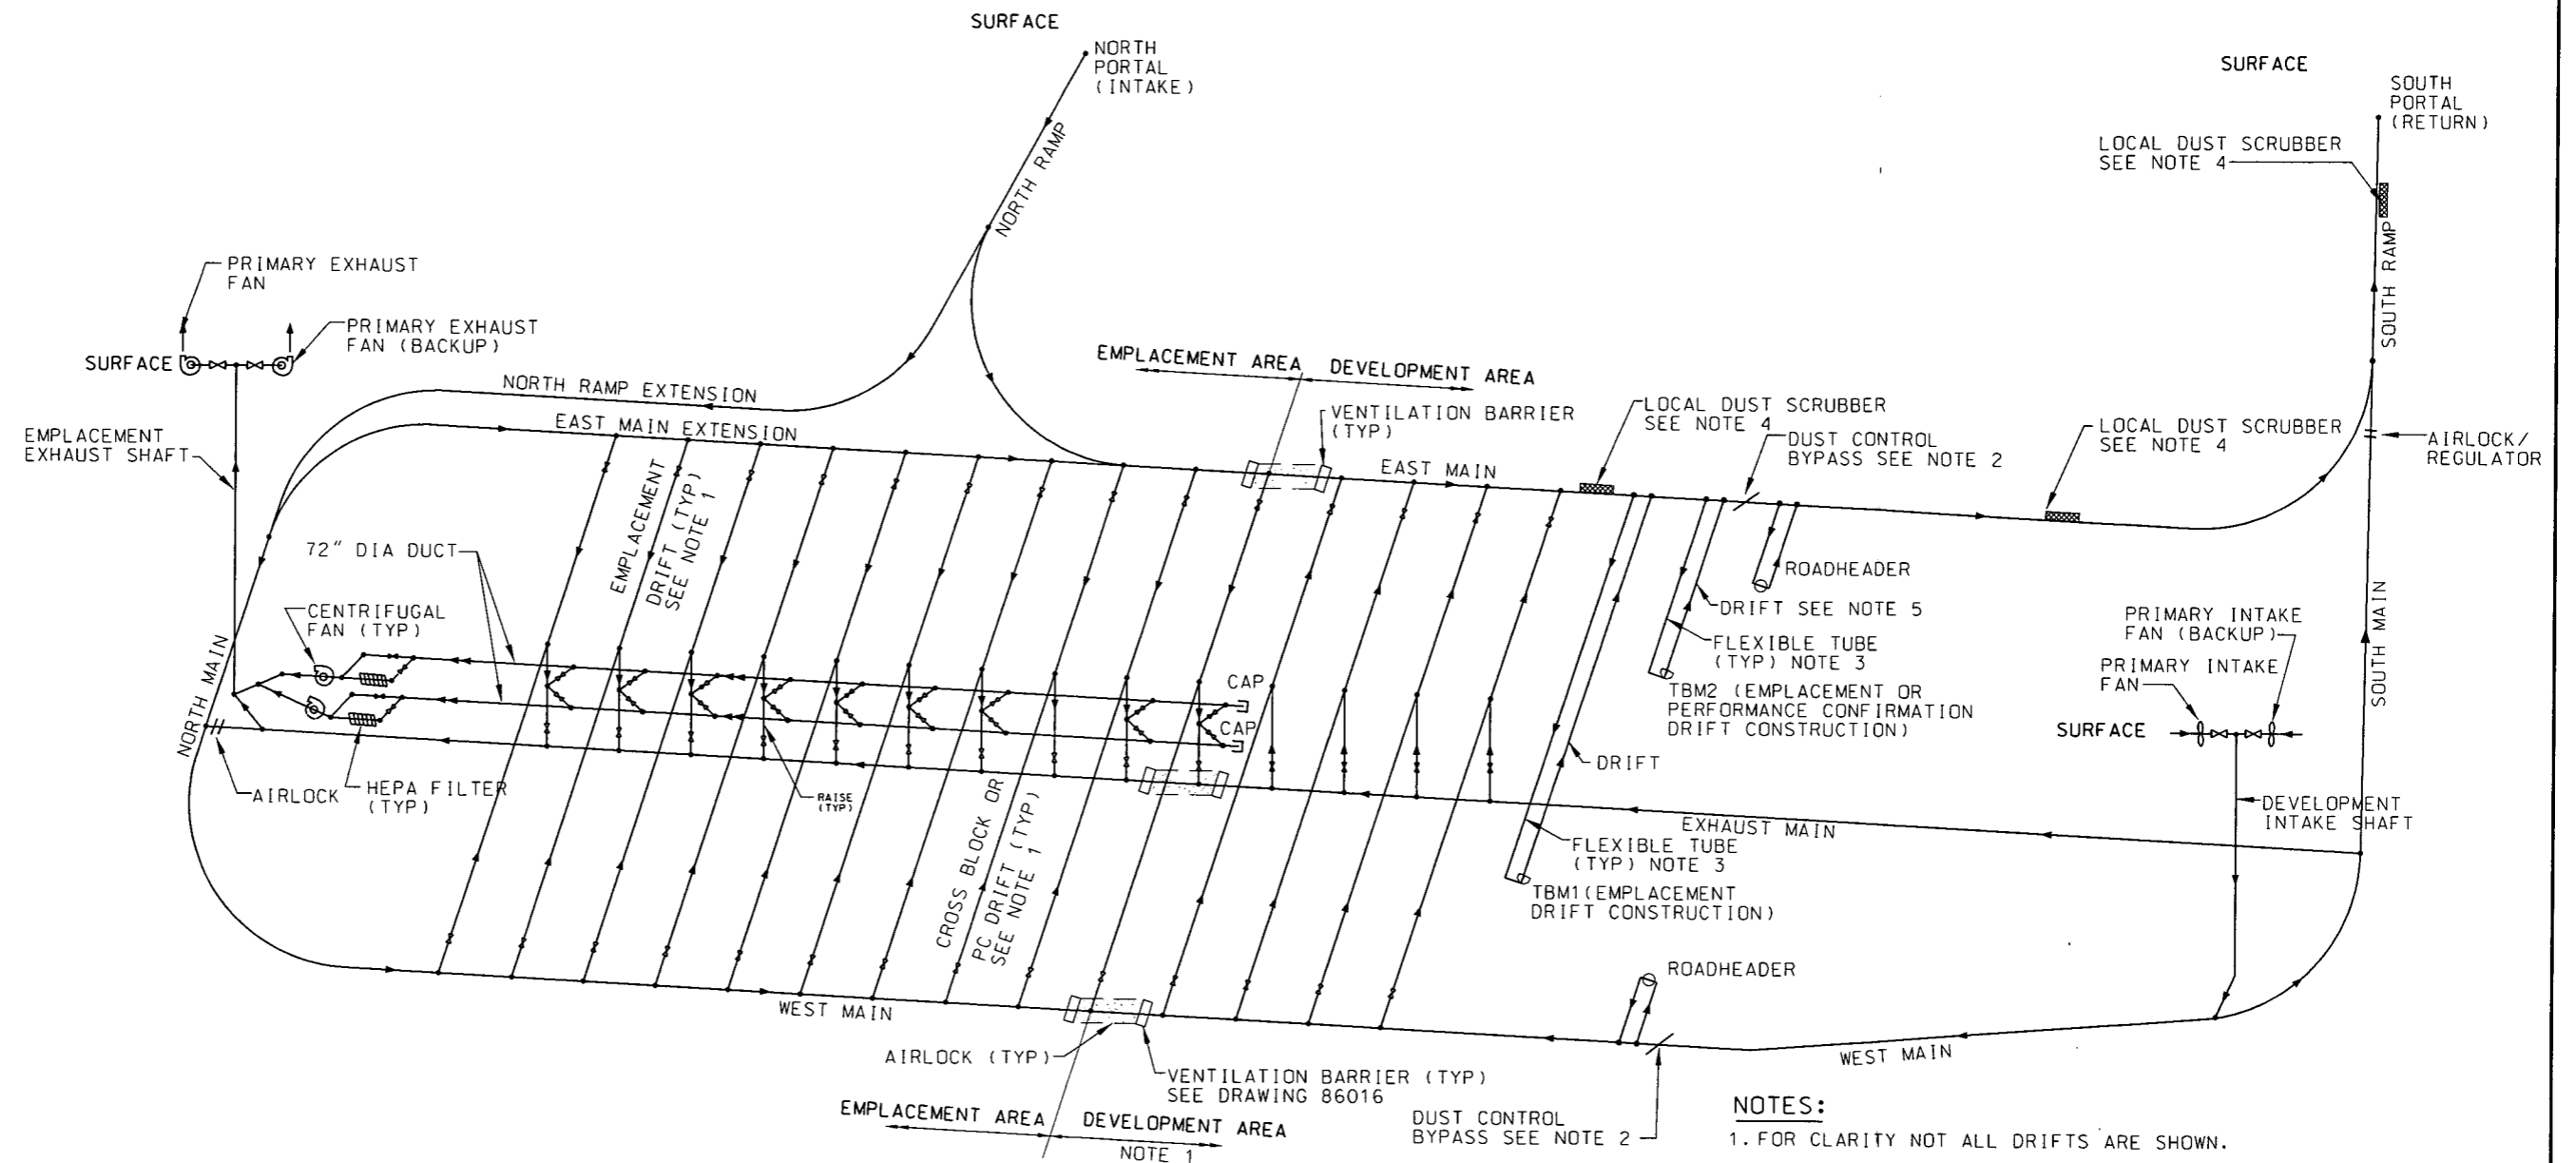 SURFACE
NORTH
PORTAL
(INTAKE)
NORTH RAMP
SURFACE
SOUTH
PORTAL
(RETURN)
LOCAL DUST SCRUBBER
SEE NOTE 4
SOUTH RAMP
PRIMARY EXHAUST
FAN
PRIMARY EXHAUST
FAN (BACKUP)
SURFACE
EMPLACEMENT
EXHAUST SHAFT
NORTH RAMP EXTENSION
EAST MAIN EXTENSION
EMPLACEMENT AREA
DEVELOPMENT AREA
VENTILATION BARRIER
(TYP)
EAST MAIN
LOCAL DUST SCRUBBER
SEE NOTE 4
DUST CONTROL
BYPASS SEE NOTE 2
LOCAL DUST SCRUBBER
SEE NOTE 4
AIRLOCK/
REGULATOR
EMPLACEMENT
DRIFT (TYP)
SEE NOTE 1
72" DIA DUCT
CENTRIFUGAL
FAN (TYP)
NORTH MAIN
AIRLOCK
HEPA FILTER
(TYP)
RAISE
(TYP)
CAP
CAP
ROADHEADER
DRIFT SEE NOTE 5
FLEXIBLE TUBE
(TYP) NOTE 3
TBM2 (EMPLACEMENT OR
PERFORMANCE CONFIRMATION
DRIFT CONSTRUCTION)
DRIFT
PRIMARY INTAKE
FAN (BACKUP)
PRIMARY INTAKE
FAN
SURFACE
SOUTH MAIN
DEVELOPMENT
INTAKE SHAFT
EXHAUST MAIN
FLEXIBLE TUBE
(TYP) NOTE 3
TBM1(EMPLACEMENT
DRIFT CONSTRUCTION)
CROSS BLOCK OR
PC DRIFT (TYP)
SEE NOTE 1
ROADHEADER
WEST MAIN
WEST MAIN
AIRLOCK (TYP)
VENTILATION BARRIER (TYP)
SEE DRAWING 86016
EMPLACEMENT AREA
DEVELOPMENT AREA
NOTE 1
DUST CONTROL
BYPASS SEE NOTE 2
NOTES:
1. FOR CLARITY NOT ALL DRIFTS ARE SHOWN.